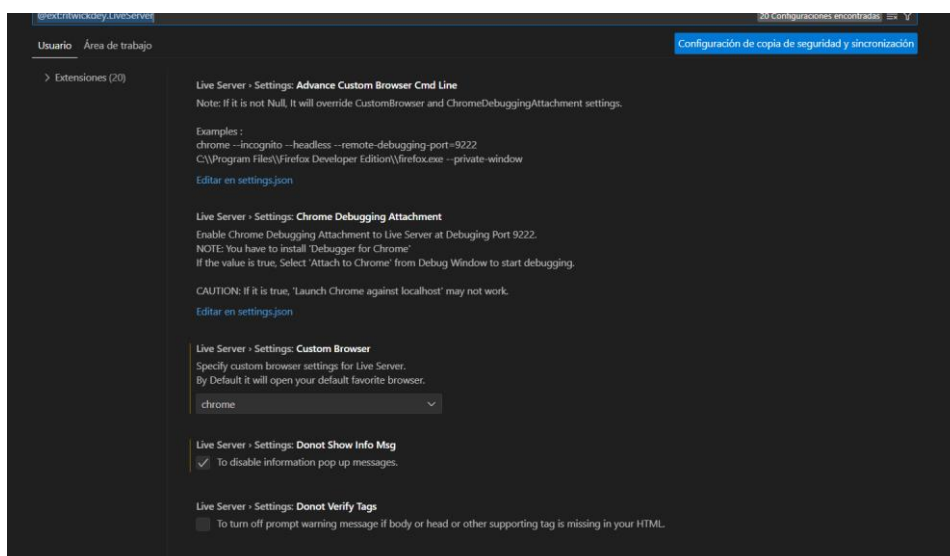 @ext:ritwickdey.LiveServer
20 Configuraciones encontradas
Usuario Área de trabajo
Configuración de copia de seguridad y sincronización
> Extensiones (20)
Live Server › Settings: Advance Custom Browser Cmd Line
Note: If it is not Null, It will override CustomBrowser and ChromeDebuggingAttachment settings.
Examples :
chrome --incognito --headless --remote-debugging-port=9222
C:\\Program Files\\Firefox Developer Edition\\firefox.exe --private-window
Editar en settings.json
Live Server › Settings: Chrome Debugging Attachment
Enable Chrome Debugging Attachment to Live Server at Debuging Port 9222.
NOTE: You have to install 'Debugger for Chrome'
If the value is true, Select 'Attach to Chrome' from Debug Window to start debugging.
CAUTION: If it is true, 'Launch Chrome against localhost' may not work.
Editar en settings.json
Live Server › Settings: Custom Browser
Specify custom browser settings for Live Server.
By Default it will open your default favorite browser.
chrome
Live Server › Settings: Donot Show Info Msg
To disable information pop up messages.
Live Server › Settings: Donot Verify Tags
To turn off prompt warning message if body or head or other supporting tag is missing in your HTML.